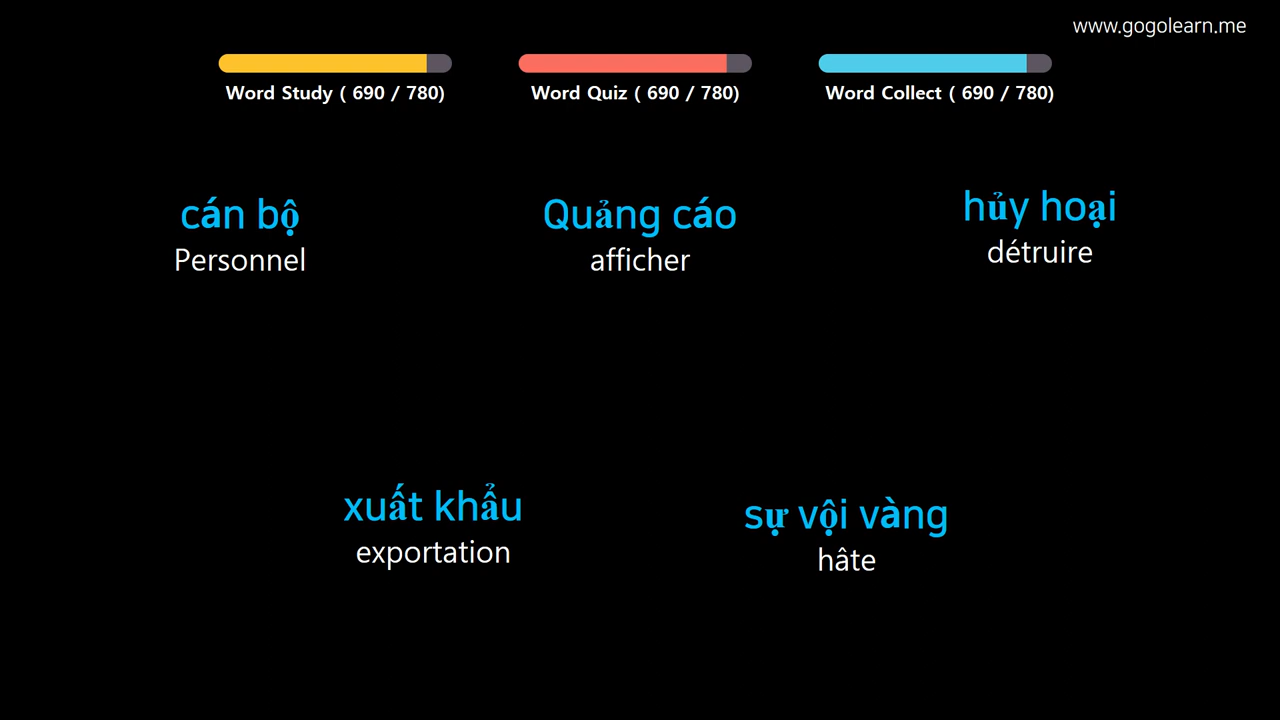 www.gogolearn.me
Word Study ( 690 / 780)
Word Quiz ( 690 / 780)
Word Collect ( 690 / 780)
cán bộ
Personnel
Quảng cáo
afficher
hủy hoại
détruire
xuất khẩu
exportation
sự vội vàng
hâte